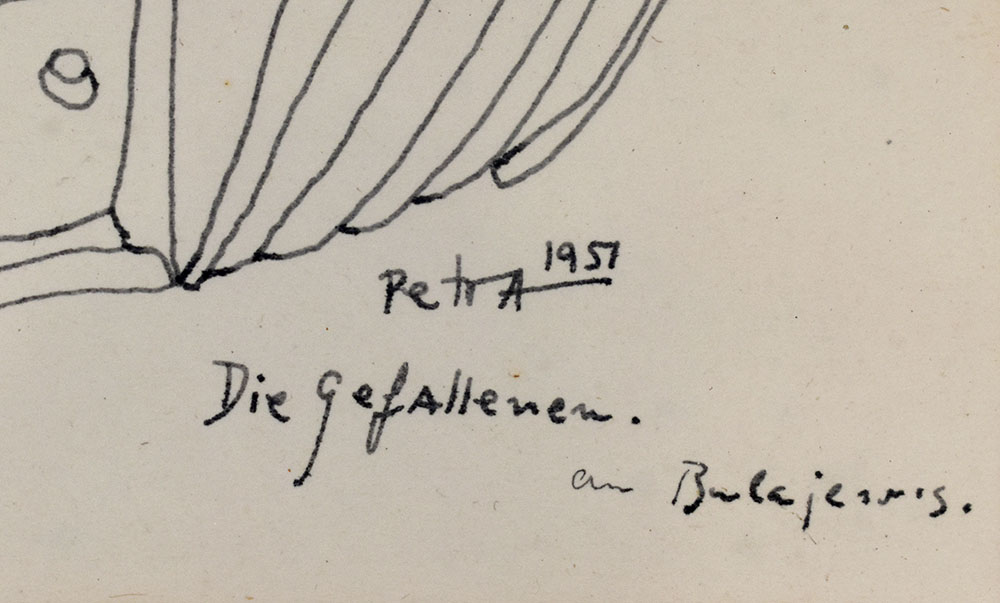 PetrA 1951
Die gefAllenen.
an